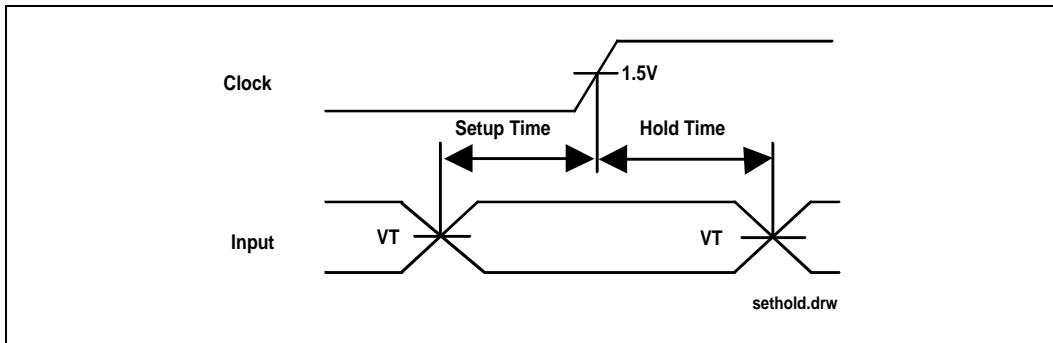 Clock
1.5V
Setup Time
Hold Time
Input
VT
VT
sethold.drw